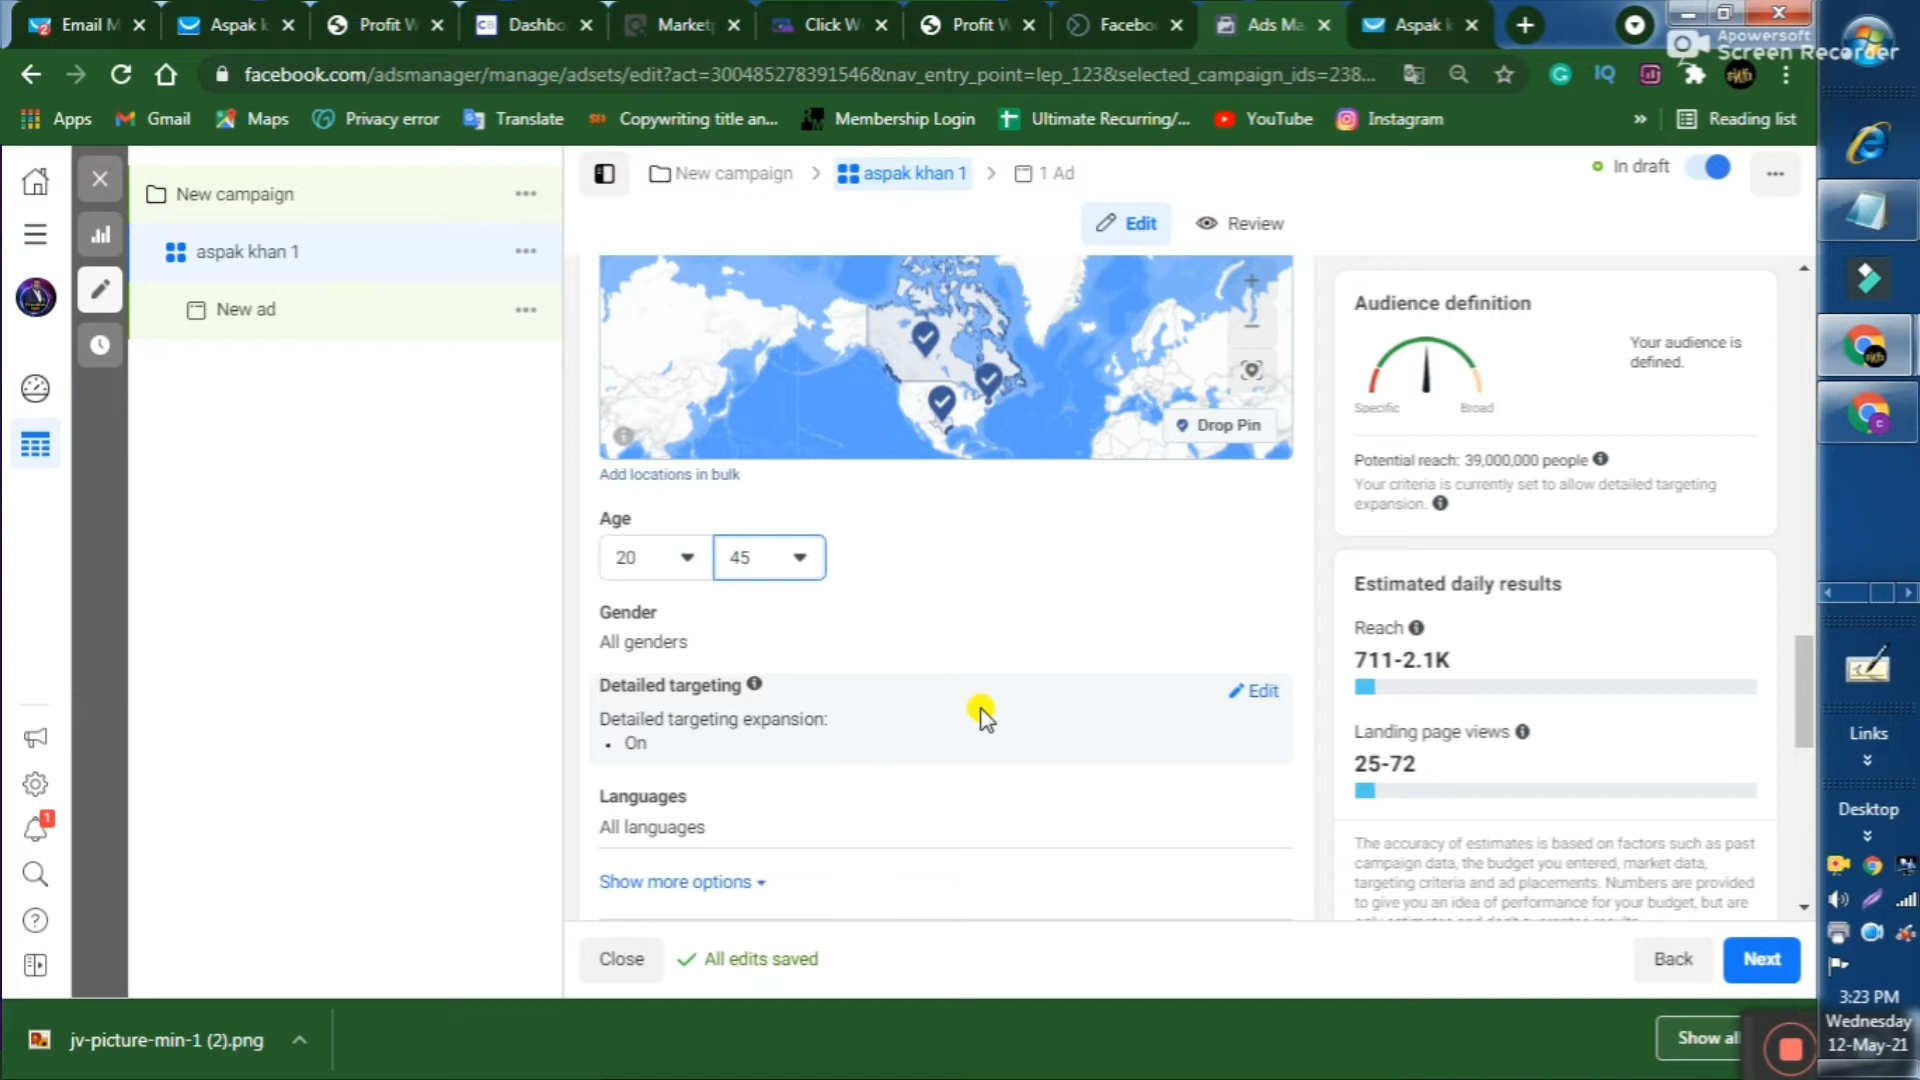 Email M
Aspak k
Profit W
Dashbo
Market
Click W
Profit W
Facebo
Ads Ma
Aspak k
Apowersoft
Screen Recorder
facebook.com/adsmanager/manage/adsets/edit?act=300485278391546&nav_entry_point=lep_123&selected_campaign_ids=238...
Apps
Gmail
Maps
Privacy error
Translate
Copywriting title an...
Membership Login
Ultimate Recurring/...
YouTube
Instagram
Reading list
New campaign
aspak khan 1
New ad
New campaign > aspak khan 1 > 1 Ad
In draft
Edit
Review
Drop Pin
Add locations in bulk
Age
20
45
Gender
All genders
Detailed targeting
Edit
Detailed targeting expansion:
• On
Languages
All languages
Show more options
Close
All edits saved
Back
Next
Audience definition
Your audience is
defined.
Specific
Broad
Potential reach: 39,000,000 people
Your criteria is currently set to allow detailed targeting
expansion.
Estimated daily results
Reach
711-2.1K
Landing page views
25-72
The accuracy of estimates is based on factors such as past
campaign data, the budget you entered, market data,
targeting criteria and ad placements. Numbers are provided
to give you an idea of performance for your budget, but are
only estimates and don't guarantee results.
1
Links
Desktop
3:23 PM
Wednesday
12-May-21
jv-picture-min-1 (2).png
Show all